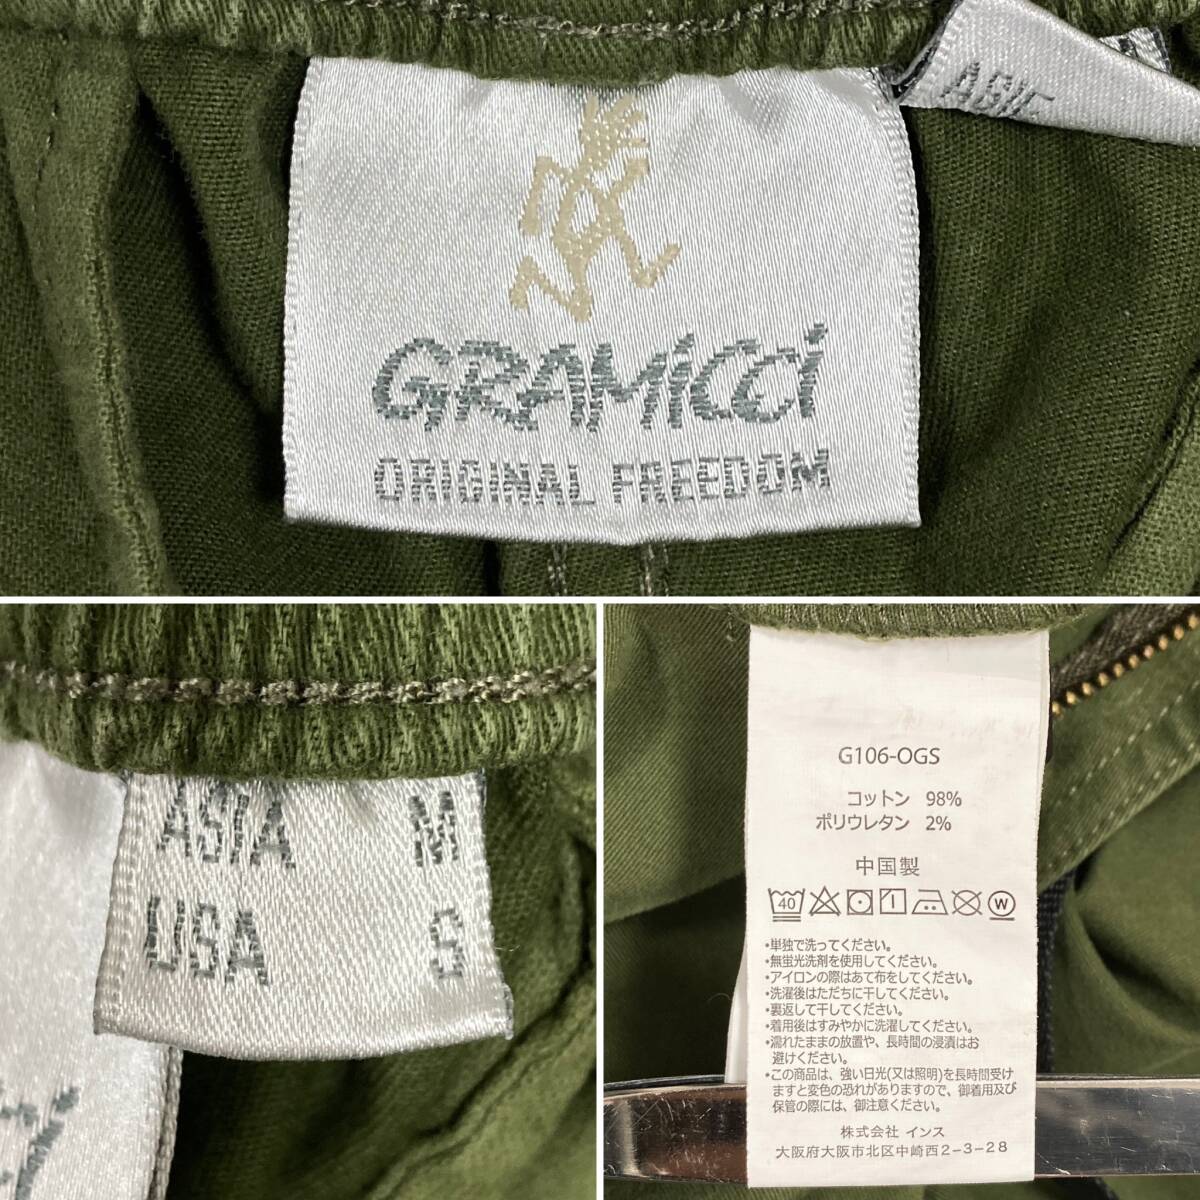 GRAMiCCi
ORIGINAL FREEDOM
ASIA M
USA S
G106-OGS
コットン 98%
ポリウレタン 2%
中国製
40
W
・単独で洗ってください。
・無蛍光洗剤を使用してください。
・アイロンの際はあて布をしてください。
・洗濯後はただちに干してください。
・裏返して干してください。
・着用後はすみやかに洗濯してください。
・濡れたままの放置や、長時間の浸漬はお
避けください。
・この商品は、強い日光(又は照明)を長時間受け
ますと変色の恐れがありますので、御着用及び
保管の際には、御注意ください。
株式会社 インス
大阪府大阪市北区中崎西2-3-28